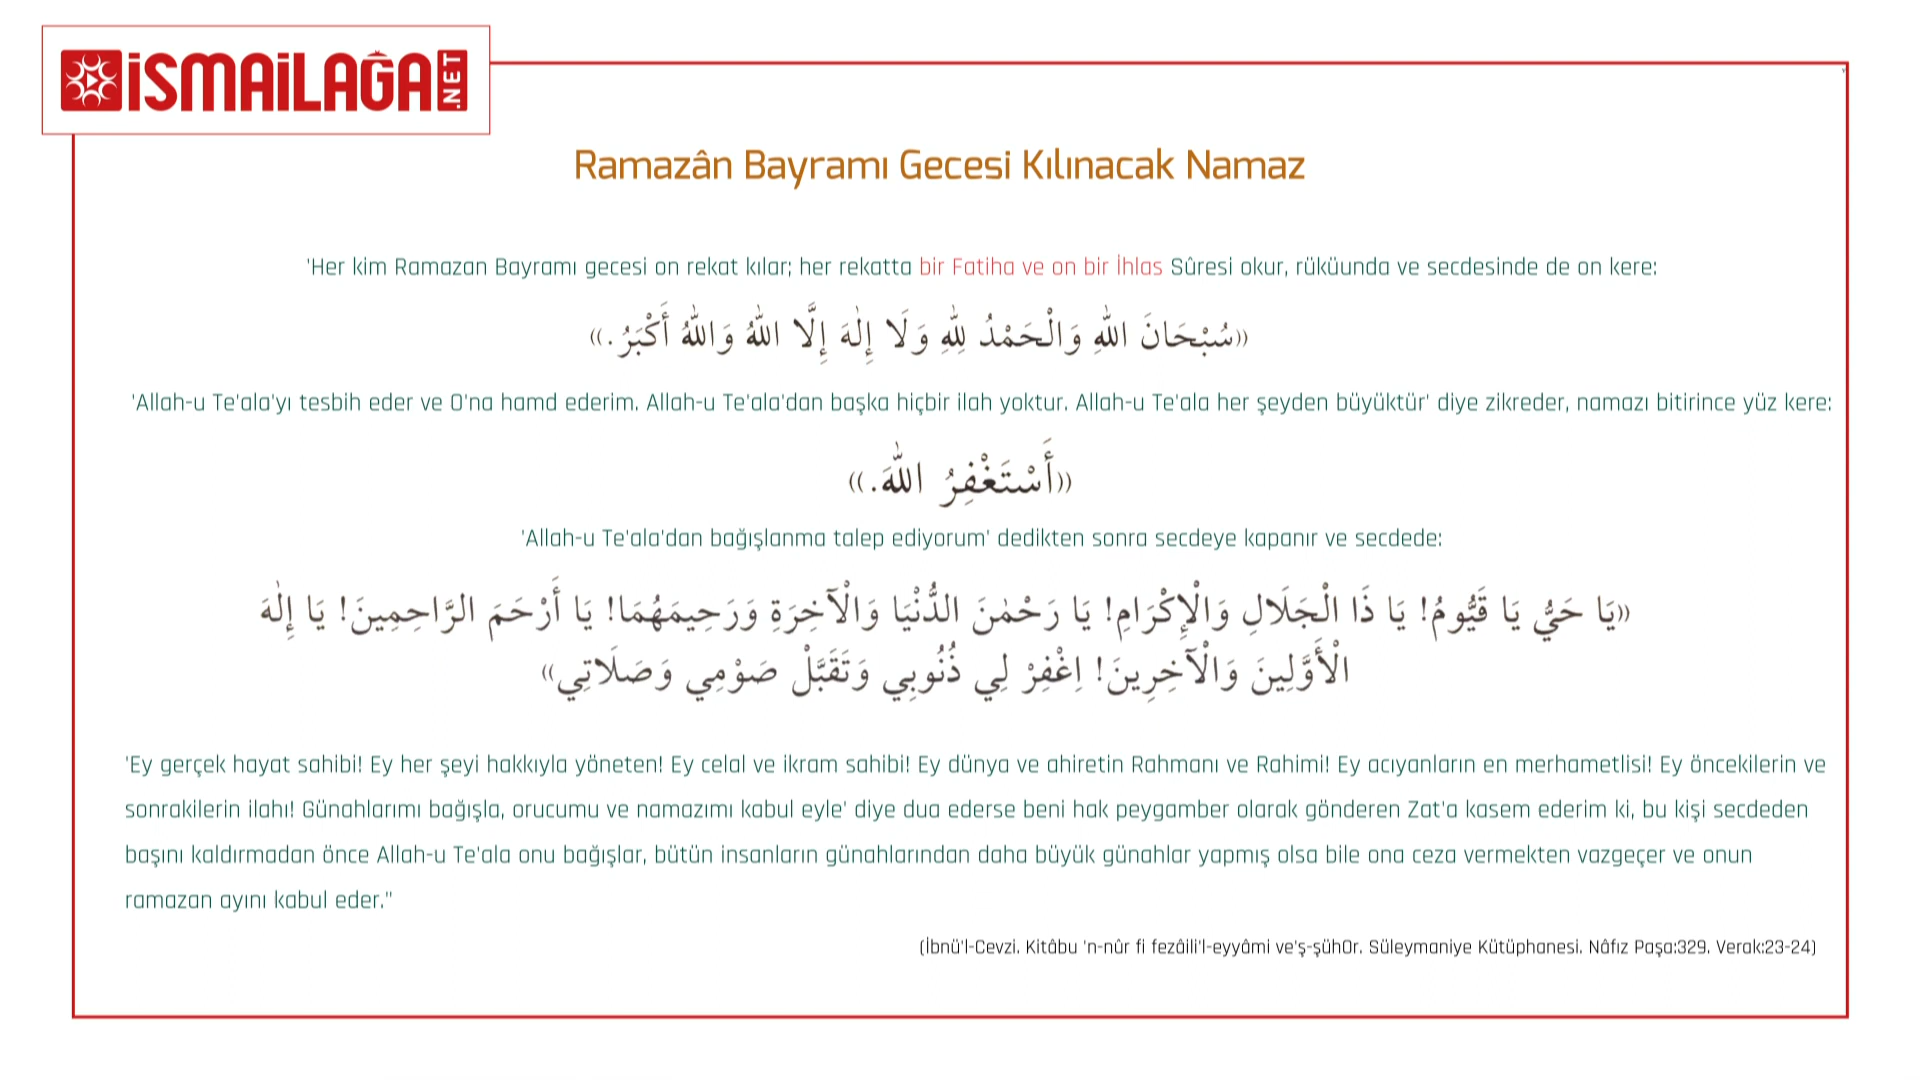 İSMAİLAĞA.NET
Ramazân Bayramı Gecesi Kılınacak Namaz
'Her kim Ramazan Bayramı gecesi on rekat kılar; her rekatta bir Fatiha ve on bir İhlas Sûresi okur, rükûunda ve secdesinde de on kere:
«سُبْحَانَ اللهِ وَالْحَمْدُ لِلهِ وَلَا إِلٰهَ إِلَّا اللهُ وَاللهُ أَكْبَرُ.»
'Allah-u Te'ala'yı tesbih eder ve O'na hamd ederim. Allah-u Te'ala'dan başka hiçbir ilah yoktur. Allah-u Te'ala her şeyden büyüktür' diye zikreder, namazı bitirince yüz kere:
«أَسْتَغْفِرُ اللهَ.»
'Allah-u Te'ala'dan bağışlanma talep ediyorum' dedikten sonra secdeye kapanır ve secdede:
«يَا حَيُّ يَا قَيُّومُ! يَا ذَا الْجَلَالِ وَالْإِكْرَامِ! يَا رَحْمٰنَ الدُّنْيَا وَالْآخِرَةِ وَرَحِيمَهُمَا! يَا أَرْحَمَ الرَّاحِمِينَ! يَا إِلٰهَ
الْأَوَّلِينَ وَالْآخِرِينَ! اِغْفِرْ لِي ذُنُوبِي وَتَقَبَّلْ صَوْمِي وَصَلَاتِي»
'Ey gerçek hayat sahibi! Ey her şeyi hakkıyla yöneten! Ey celal ve ikram sahibi! Ey dünya ve ahiretin Rahmanı ve Rahimi! Ey acıyanların en merhametlisi! Ey öncekilerin ve
sonrakilerin ilahı! Günahlarımı bağışla, orucumu ve namazımı kabul eyle' diye dua ederse beni hak peygamber olarak gönderen Zat'a kasem ederim ki, bu kişi secdeden
başını kaldırmadan önce Allah-u Te'ala onu bağışlar, bütün insanların günahlarından daha büyük günahlar yapmış olsa bile ona ceza vermekten vazgeçer ve onun
ramazan ayını kabul eder."
(İbnü'l-Cevzi. Kitâbu 'n-nûr fi fezâili'l-eyyâmi ve'ş-şühOr. Süleymaniye Kütüphanesi. Nâfız Paşa:329. Verak:23-24)